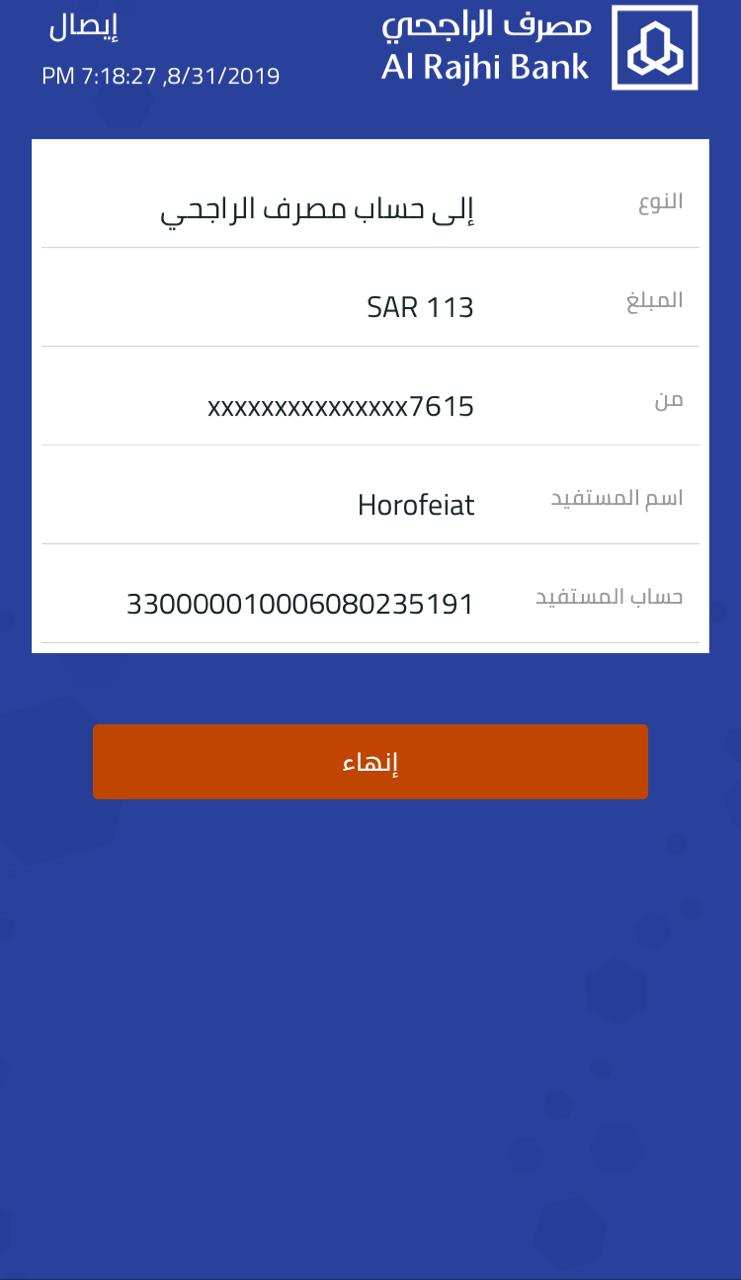 مصرف الراجحي
Al Rajhi Bank
إيصال
PM 7:18:27 ,8/31/2019
النوع
إلى حساب مصرف الراجحي
المبلغ
SAR 113
من
xxxxxxxxxxxxxxx7615
اسم المستفيد
Horofeiat
حساب المستفيد
330000010006080235191
إنهاء